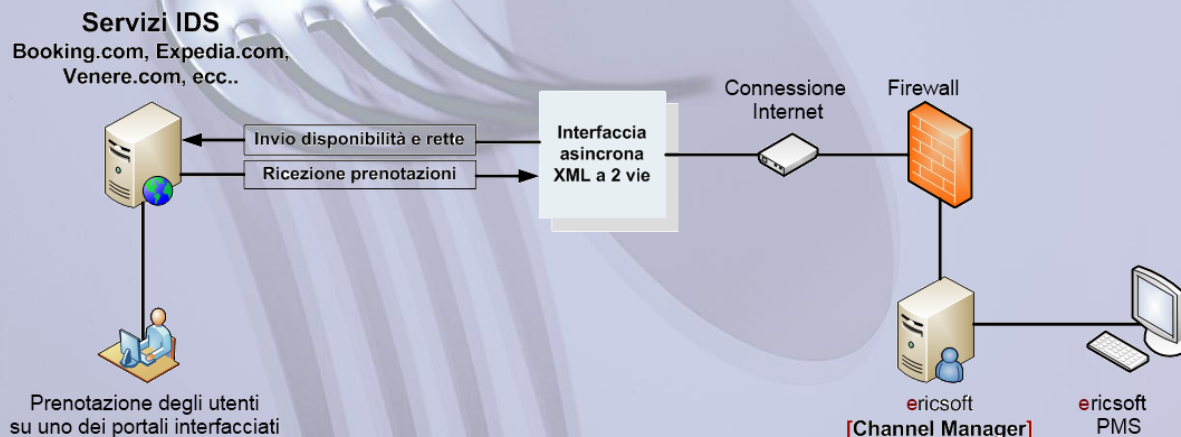 Servizi IDS
Booking.com, Expedia.com,
Venere.com, ecc..
Invio disponibilità e rette
Ricezione prenotazioni
Interfaccia
asincrona
XML a 2 vie
Connessione
Internet
Firewall
Prenotazione degli utenti
su uno dei portali interfacciati
ericsoft
[Channel Manager]
ericsoft
PMS